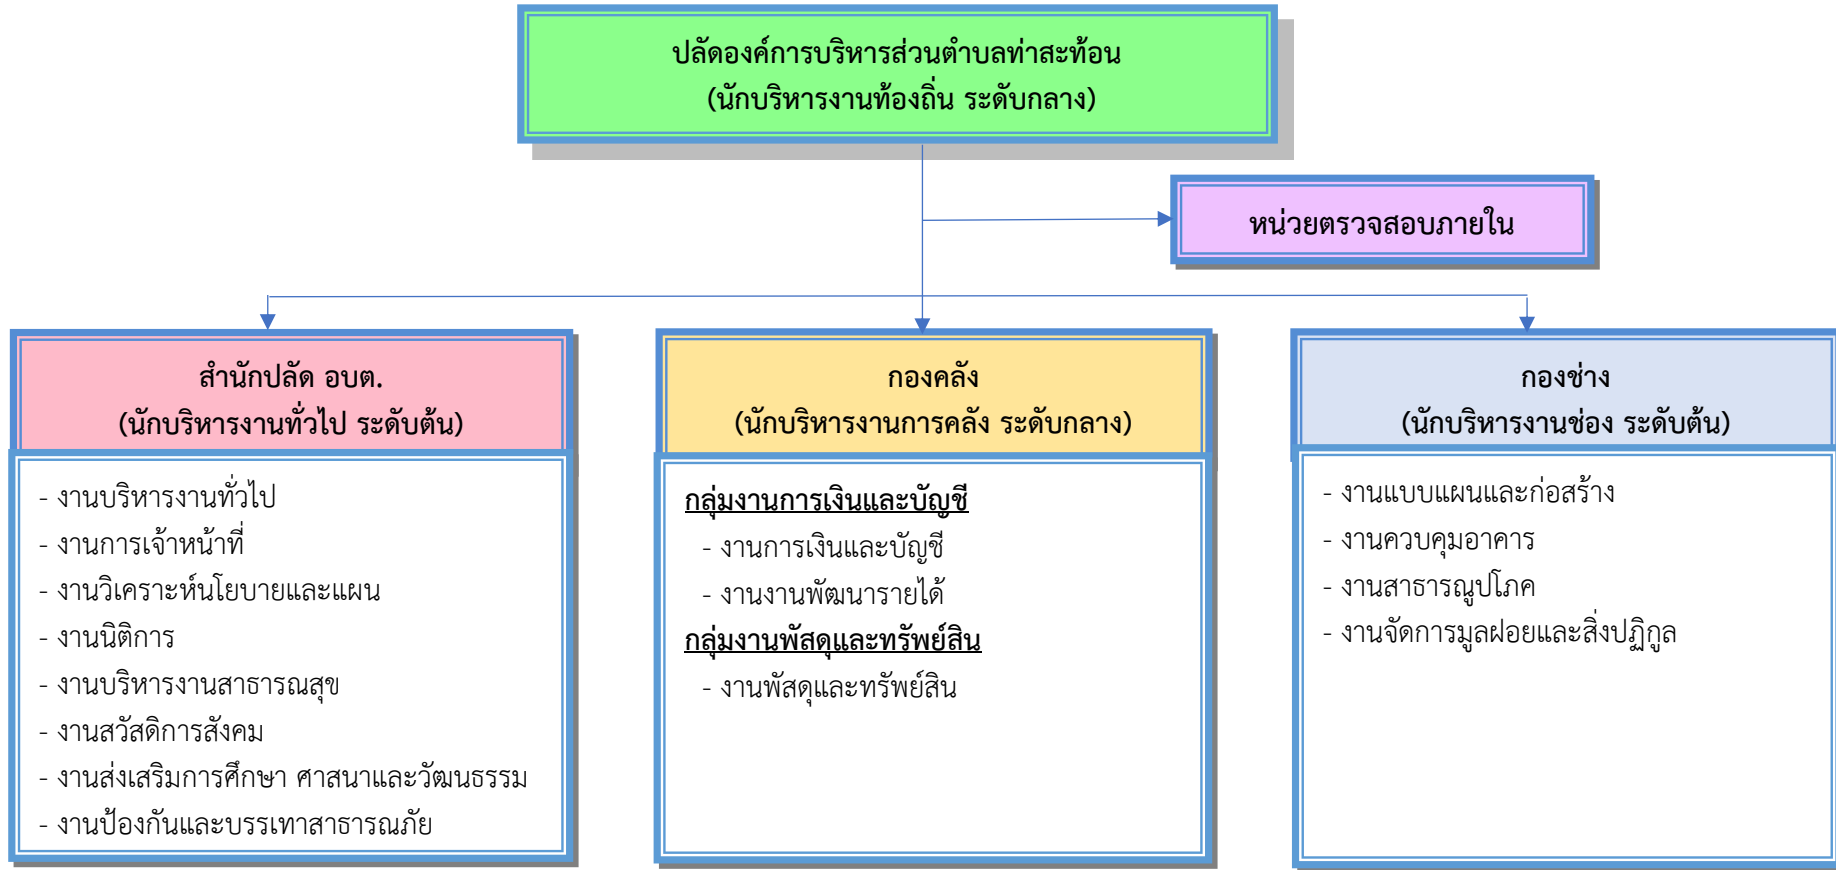 ปลัดองค์การบริหารส่วนตำบลท่าสะท้อน
(นักบริหารงานท้องถิ่น ระดับกลาง)
หน่วยตรวจสอบภายใน
สำนักปลัด อบต.
(นักบริหารงานทั่วไป ระดับต้น)
- งานบริหารงานทั่วไป
- งานการเจ้าหน้าที่
- งานวิเคราะห์นโยบายและแผน
- งานนิติการ
- งานบริหารงานสาธารณสุข
- งานสวัสดิการสังคม
- งานส่งเสริมการศึกษา ศาสนาและวัฒนธรรม
- งานป้องกันและบรรเทาสาธารณภัย
กองคลัง
(นักบริหารงานการคลัง ระดับกลาง)
กลุ่มงานการเงินและบัญชี
- งานการเงินและบัญชี
- งานงานพัฒนารายได้
กลุ่มงานพัสดุและทรัพย์สิน
- งานพัสดุและทรัพย์สิน
กองช่าง
(นักบริหารงานช่อง ระดับต้น)
- งานแบบแผนและก่อสร้าง
- งานควบคุมอาคาร
- งานสาธารณูปโภค
- งานจัดการมูลฝอยและสิ่งปฏิกูล